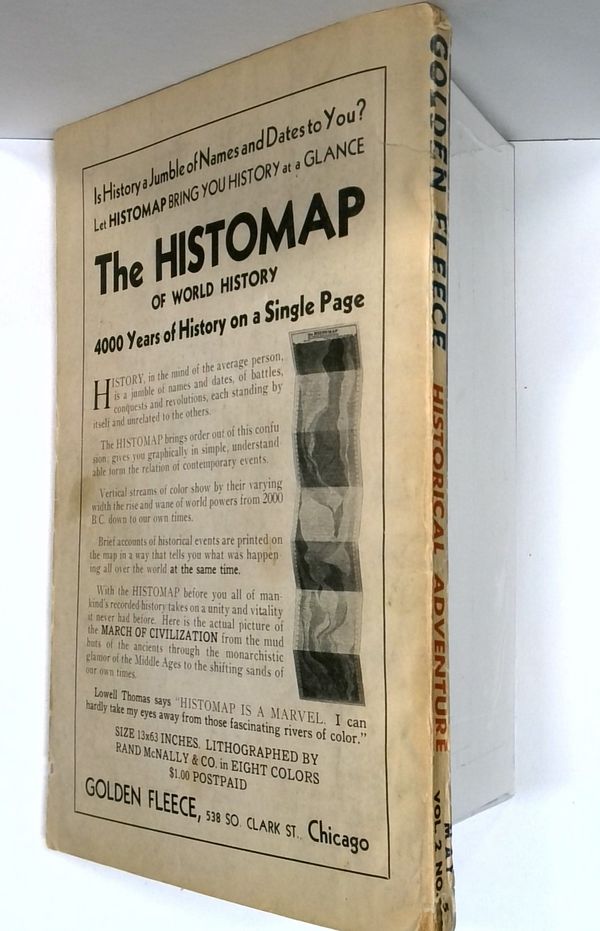 Is History a Jumble of Names and Dates to You?
Let HISTOMAP BRING YOU HISTORY at a GLANCE
The HISTOMAP
OF WORLD HISTORY
4000 Years of History on a Single Page
HISTORY, in the mind of the average person,
is a jumble of names and dates, of battles,
conquests and revolutions, each standing by
itself and unrelated to the others.
The HISTOMAP brings order out of this confu
sion; gives you graphically in simple, understand
able form the relation of contemporary events.
Vertical streams of color show by their varying
width the rise and wane of world powers from 2000
B.C. down to our own times.
Brief accounts of historical events are printed on
the map in a way that tells you what was happen-
ing all over the world at the same time.
With the HISTOMAP before you all of man-
kind's recorded history takes on a unity and vitality
it never had before. Here is the actual picture of
the MARCH OF CIVILIZATION from the mud
huts of the ancients through the monarchistic
glamor of the Middle Ages to the shifting sands of
our own times.
Lowell Thomas says "HISTOMAP IS A MARVEL. I can
hardly take my eyes away from those fascinating rivers of color."
SIZE 13x63 INCHES. LITHOGRAPHED BY
RAND McNALLY & CO. in EIGHT COLORS
$1.00 POSTPAID
GOLDEN FLEECE, 538 SO. CLARK ST., Chicago
GOLDEN FLEECE HISTORICAL ADVENTURE
MAY
VOL. 2 NO. 5